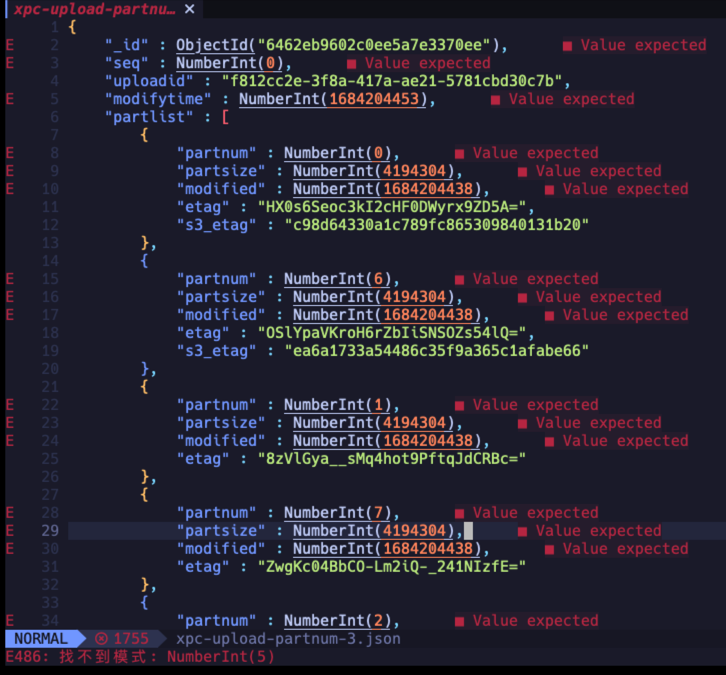 xpc-upload-partnu… ×
1 {
E 2 "_id" : ObjectId("6462eb9602c0ee5a7e3370ee"), ■ Value expected
E 3 "seq" : NumberInt(0), ■ Value expected
4 "uploadid" : "f812cc2e-3f8a-417a-ae21-5781cbd30c7b",
E 5 "modifytime" : NumberInt(1684204453), ■ Value expected
6 "partlist" : [
7 {
E 8 "partnum" : NumberInt(0), ■ Value expected
E 9 "partsize" : NumberInt(4194304), ■ Value expected
E 10 "modified" : NumberInt(1684204438), ■ Value expected
11 "etag" : "HX0s6Seoc3kI2cHF0DWyrx9ZD5A=",
12 "s3_etag" : "c98d64330a1c789fc865309840131b20"
13 },
14 {
E 15 "partnum" : NumberInt(6), ■ Value expected
E 16 "partsize" : NumberInt(4194304), ■ Value expected
E 17 "modified" : NumberInt(1684204438), ■ Value expected
18 "etag" : "OSlYpaVKroH6rZbIiSNSOZs54lQ=",
19 "s3_etag" : "ea6a1733a54486c35f9a365c1afabe66"
20 },
21 {
E 22 "partnum" : NumberInt(1), ■ Value expected
E 23 "partsize" : NumberInt(4194304), ■ Value expected
E 24 "modified" : NumberInt(1684204438), ■ Value expected
25 "etag" : "8zVlGya__sMq4hot9PftqJdCRBc="
26 },
27 {
E 28 "partnum" : NumberInt(7), ■ Value expected
E 29 "partsize" : NumberInt(4194304), ■ Value expected
E 30 "modified" : NumberInt(1684204438), ■ Value expected
31 "etag" : "ZwgKc04BbCO-Lm2iQ-_241NIzfE="
32 },
33 {
E 34 "partnum" : NumberInt(2), ■ Value expected
NORMAL ⓧ 1755 xpc-upload-partnum-3.json
E486: 找不到模式: NumberInt(5)